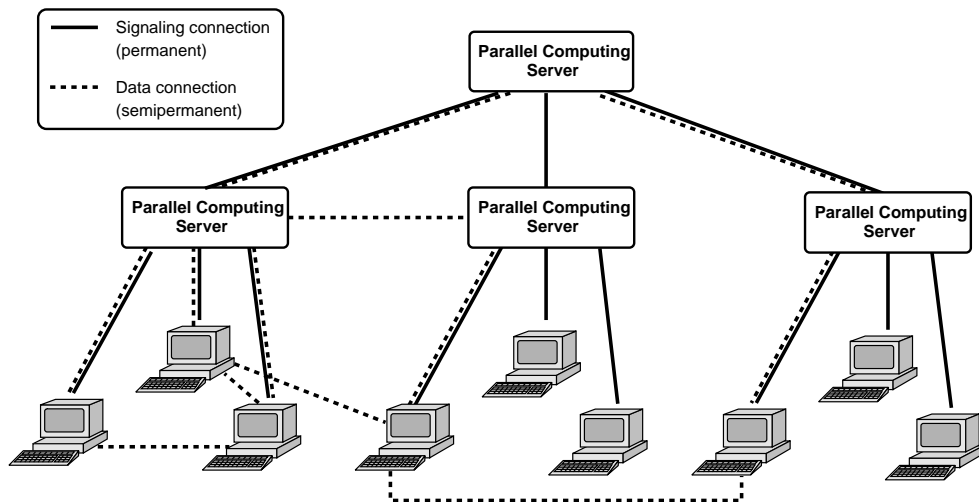 Signaling connection
(permanent)
Data connection
(semipermanent)
Parallel Computing
Server
Parallel Computing
Server
Parallel Computing
Server
Parallel Computing
Server